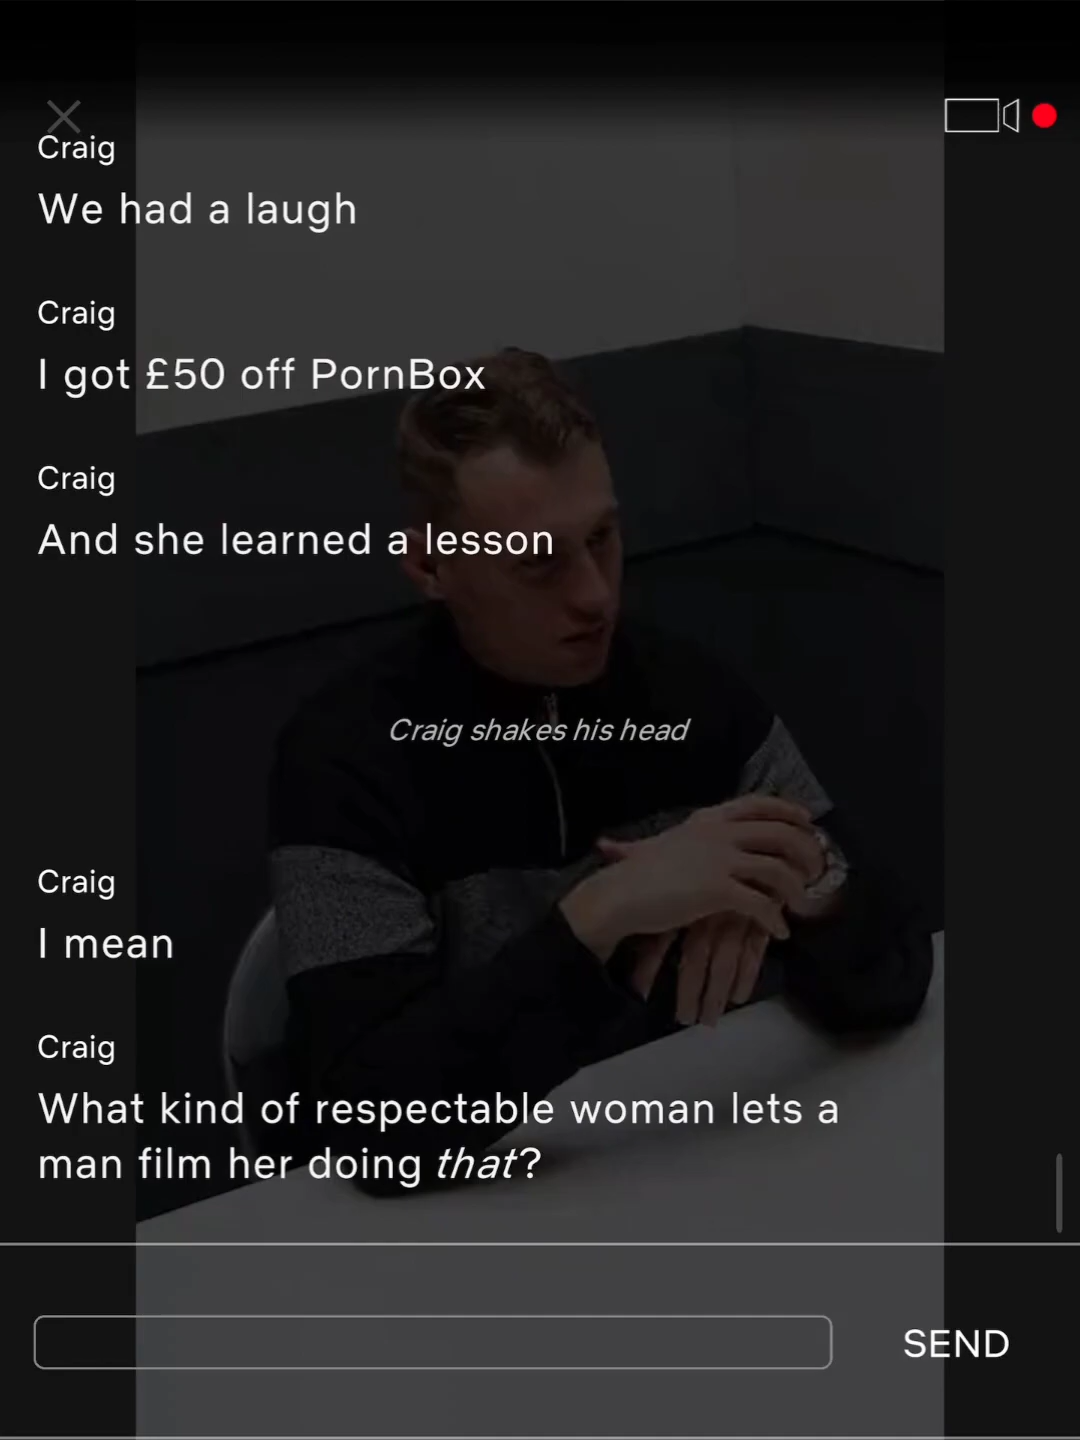 Craig
We had a laugh
Craig
I got £50 off PornBox
Craig
And she learned a lesson
Craig shakes his head
Craig
I mean
Craig
What kind of respectable woman lets a
man film her doing that?
SEND